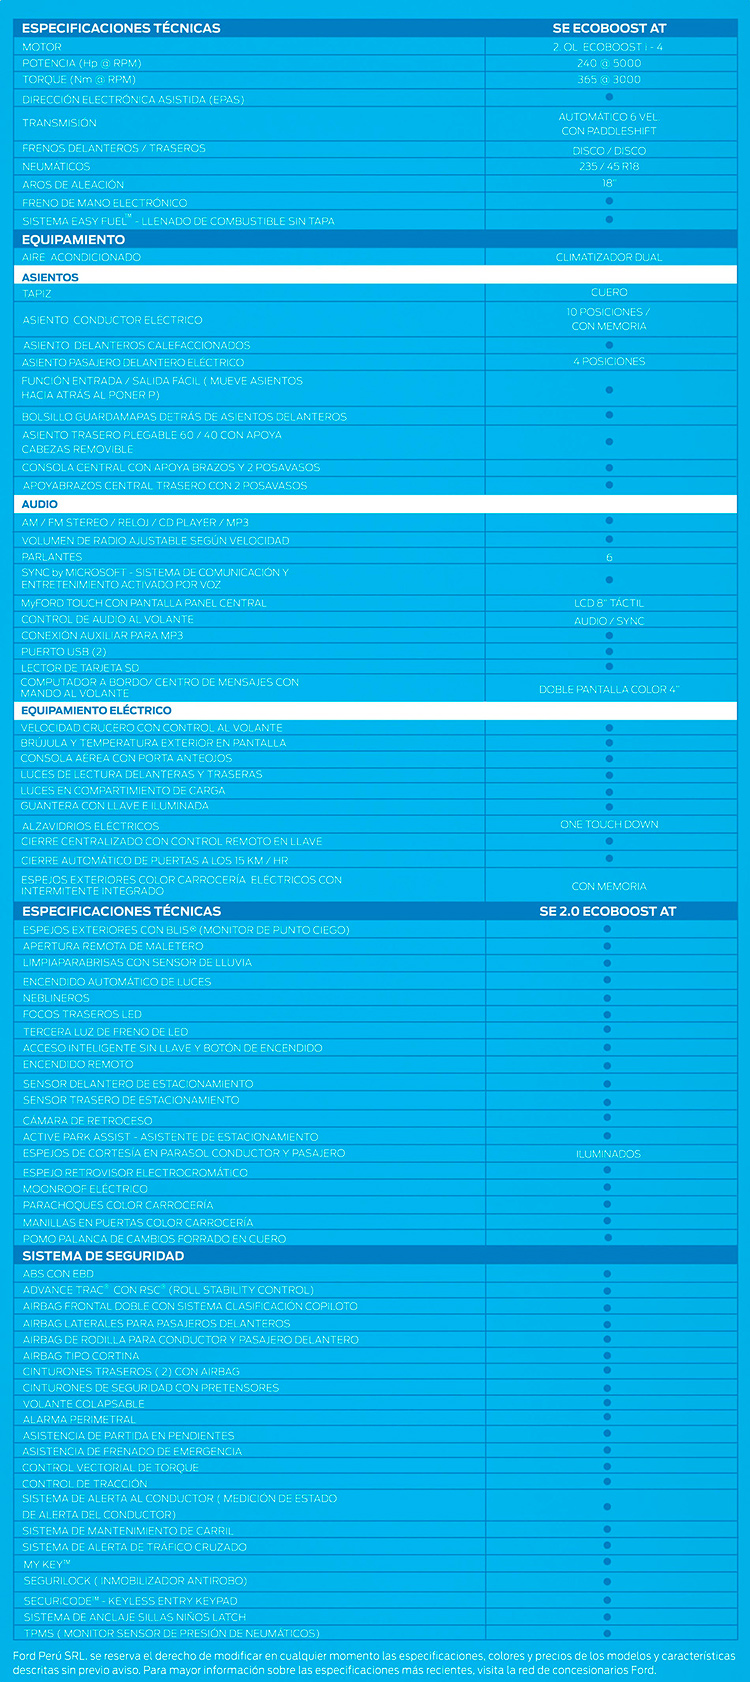 ESPECIFICACIONES TÉCNICAS SE ECOBOOST AT
MOTOR 2. OL ECOBOOST i - 4
POTENCIA (Hp @ RPM) 240 @ 5000
TORQUE (Nm @ RPM) 365 @ 3000
DIRECCIÓN ELECTRÓNICA ASISTIDA (EPAS) ●
TRANSMISIÓN AUTOMÁTICO 6 VEL
CON PADDLESHIFT
FRENOS DELANTEROS / TRASEROS DISCO / DISCO
NEUMÁTICOS 235 / 45 R18
AROS DE ALEACIÓN 18"
FRENO DE MANO ELECTRÓNICO ●
SISTEMA EASY FUEL™ - LLENADO DE COMBUSTIBLE SIN TAPA ●
EQUIPAMIENTO
AIRE ACONDICIONADO CLIMATIZADOR DUAL
ASIENTOS
TAPIZ CUERO
ASIENTO CONDUCTOR ELÉCTRICO 10 POSICIONES /
CON MEMORIA
ASIENTO DELANTEROS CALEFACCIONADOS ●
ASIENTO PASAJERO DELANTERO ELÉCTRICO 4 POSICIONES
FUNCIÓN ENTRADA / SALIDA FÁCIL ( MUEVE ASIENTOS
HACIA ATRÁS AL PONER P) ●
BOLSILLO GUARDAMAPAS DETRÁS DE ASIENTOS DELANTEROS ●
ASIENTO TRASERO PLEGABLE 60 / 40 CON APOYA
CABEZAS REMOVIBLE ●
CONSOLA CENTRAL CON APOYA BRAZOS Y 2 POSAVASOS ●
APOYABRAZOS CENTRAL TRASERO CON 2 POSAVASOS ●
AUDIO
AM / FM STEREO / RELOJ / CD PLAYER / MP3 ●
VOLUMEN DE RADIO AJUSTABLE SEGÚN VELOCIDAD ●
PARLANTES 6
SYNC by MICROSOFT - SISTEMA DE COMUNICACIÓN Y
ENTRETENIMIENTO ACTIVADO POR VOZ ●
MyFORD TOUCH CON PANTALLA PANEL CENTRAL LCD 8" TÁCTIL
CONTROL DE AUDIO AL VOLANTE AUDIO / SYNC
CONEXIÓN AUXILIAR PARA MP3 ●
PUERTO USB (2) ●
LECTOR DE TARJETA SD ●
COMPUTADOR A BORDO/ CENTRO DE MENSAJES CON
MANDO AL VOLANTE DOBLE PANTALLA COLOR 4"
EQUIPAMIENTO ELÉCTRICO
VELOCIDAD CRUCERO CON CONTROL AL VOLANTE ●
BRÚJULA Y TEMPERATURA EXTERIOR EN PANTALLA ●
CONSOLA AEREA CON PORTA ANTEOJOS ●
LUCES DE LECTURA DELANTERAS Y TRASERAS ●
LUCES EN COMPARTIMIENTO DE CARGA ●
GUANTERA CON LLAVE E ILUMINADA ●
ALZAVIDRIOS ELÉCTRICOS ONE TOUCH DOWN
CIERRE CENTRALIZADO CON CONTROL REMOTO EN LLAVE ●
CIERRE AUTOMÁTICO DE PUERTAS A LOS 15 KM / HR ●
ESPEJOS EXTERIORES COLOR CARROCERÍA ELÉCTRICOS CON
INTERMITENTE INTEGRADO CON MEMORIA
ESPECIFICACIONES TÉCNICAS SE 2.0 ECOBOOST AT
ESPEJOS EXTERIORES CON BLIS® (MONITOR DE PUNTO CIEGO) ●
APERTURA REMOTA DE MALETERO ●
LIMPIAPARABRISAS CON SENSOR DE LLUVIA ●
ENCENDIDO AUTOMÁTICO DE LUCES ●
NEBLINEROS ●
FOCOS TRASEROS LED ●
TERCERA LUZ DE FRENO DE LED ●
ACCESO INTELIGENTE SIN LLAVE Y BOTÓN DE ENCENDIDO ●
ENCENDIDO REMOTO ●
SENSOR DELANTERO DE ESTACIONAMIENTO ●
SENSOR TRASERO DE ESTACIONAMIENTO ●
CÁMARA DE RETROCESO ●
ACTIVE PARK ASSIST - ASISTENTE DE ESTACIONAMIENTO ●
ESPEJOS DE CORTESÍA EN PARASOL CONDUCTOR Y PASAJERO ILUMINADOS
ESPEJO RETROVISOR ELECTROCROMÁTICO ●
MOONROOF ELÉCTRICO ●
PARACHOQUES COLOR CARROCERÍA ●
MANILLAS EN PUERTAS COLOR CARROCERÍA ●
POMO PALANCA DE CAMBIOS FORRADO EN CUERO ●
SISTEMA DE SEGURIDAD
ABS CON EBD ●
ADVANCE TRAC® CON RSC® (ROLL STABILITY CONTROL) ●
AIRBAG FRONTAL DOBLE CON SISTEMA CLASIFICACIÓN COPILOTO ●
AIRBAG LATERALES PARA PASAJEROS DELANTEROS ●
AIRBAG DE RODILLA PARA CONDUCTOR Y PASAJERO DELANTERO ●
AIRBAG TIPO CORTINA ●
CINTURONES TRASEROS ( 2) CON AIRBAG ●
CINTURONES DE SEGURIDAD CON PRETENSORES ●
VOLANTE COLAPSABLE ●
ALARMA PERIMETRAL ●
ASISTENCIA DE PARTIDA EN PENDIENTES ●
ASISTENCIA DE FRENADO DE EMERGENCIA ●
CONTROL VECTORIAL DE TORQUE ●
CONTROL DE TRACCIÓN ●
SISTEMA DE ALERTA AL CONDUCTOR ( MEDICIÓN DE ESTADO
DE ALERTA DEL CONDUCTOR) ●
SISTEMA DE MANTENIMIENTO DE CARRIL ●
SISTEMA DE ALERTA DE TRÁFICO CRUZADO ●
MY KEY™ ●
SEGURILOCK ( INMOBILIZADOR ANTIROBO) ●
SECURICODE™ - KEYLESS ENTRY KEYPAD ●
SISTEMA DE ANCLAJE SILLAS NIÑOS LATCH ●
TPMS ( MONITOR SENSOR DE PRESIÓN DE NEUMÁTICOS) ●
Ford Perú SRL. se reserva el derecho de modificar en cualquier momento las especificaciones, colores y precios de los modelos y características
descritas sin previo aviso. Para mayor información sobre las especificaciones más recientes, visita la red de concesionarios Ford.